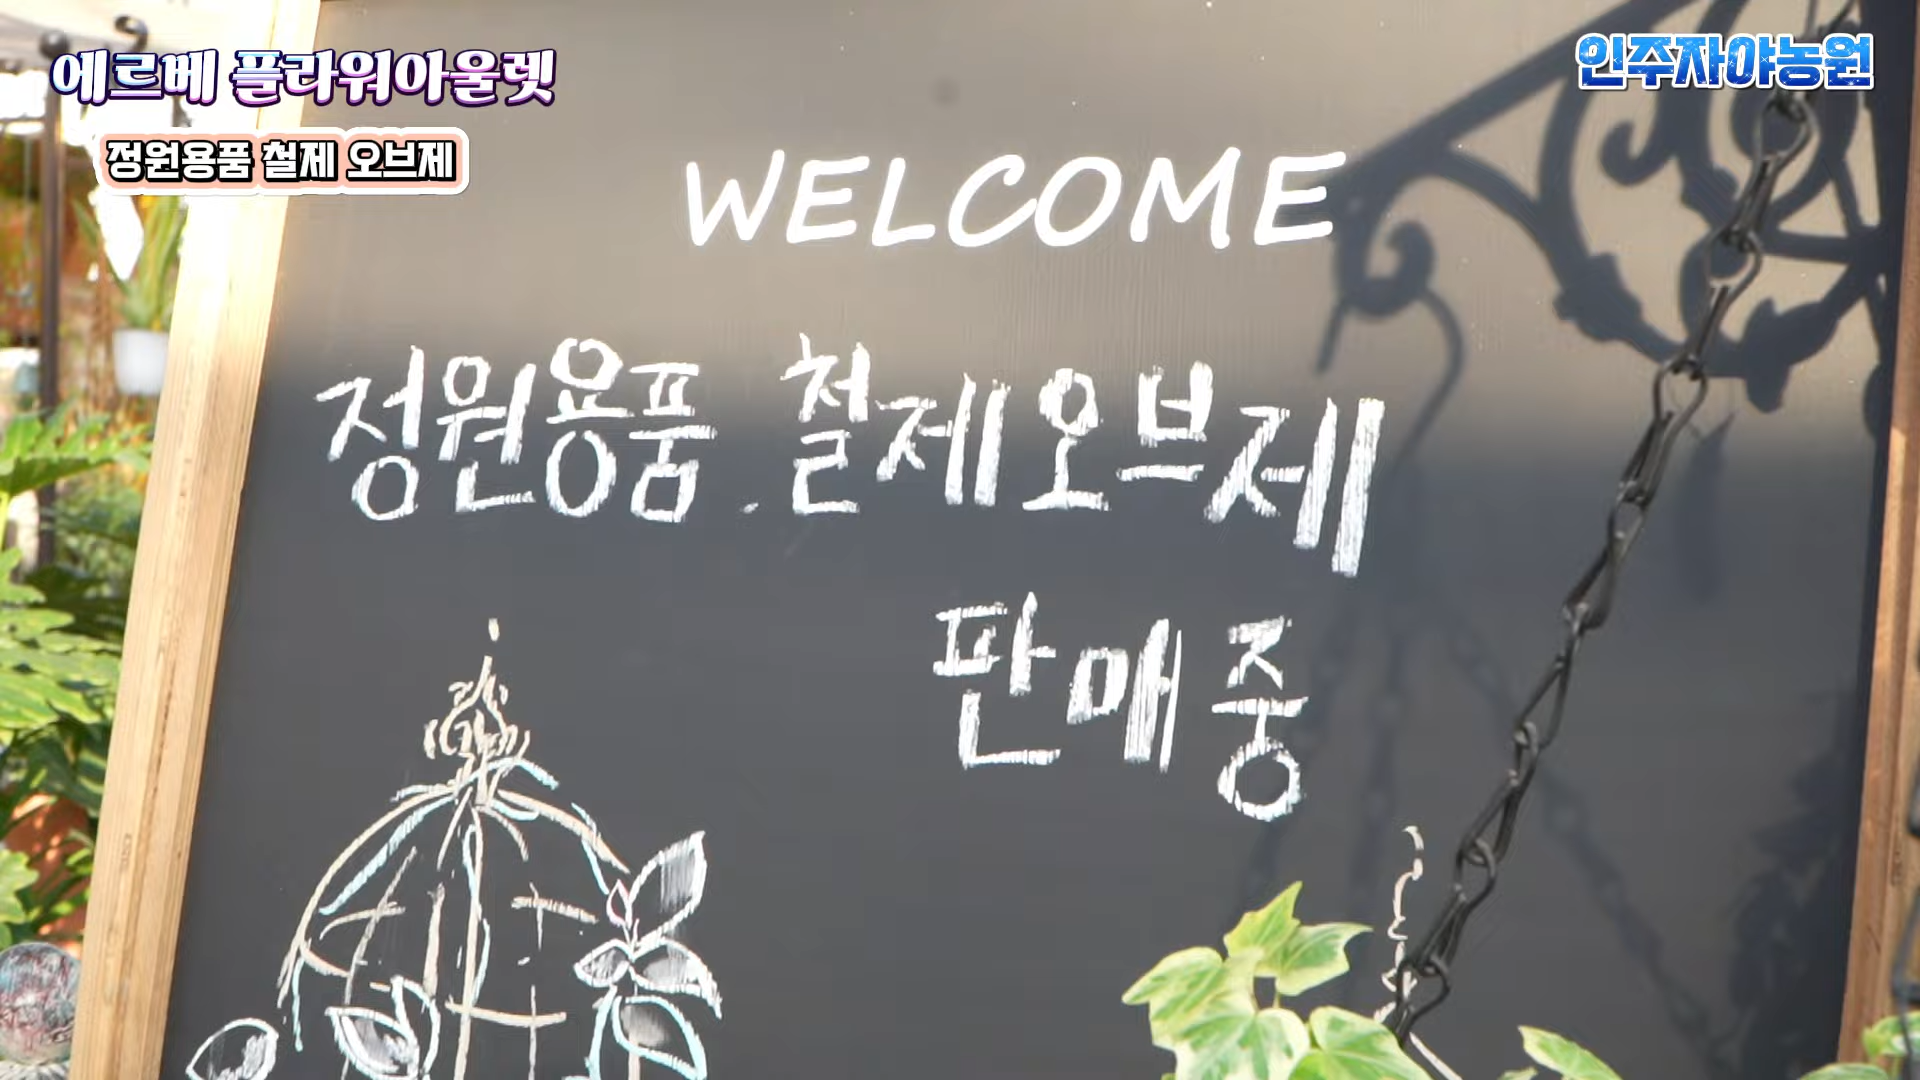 에르베 플라워아울렛
인주자야농원
정원용품 철제 오브제
WELCOME
정원용품. 철제오브제
판매중